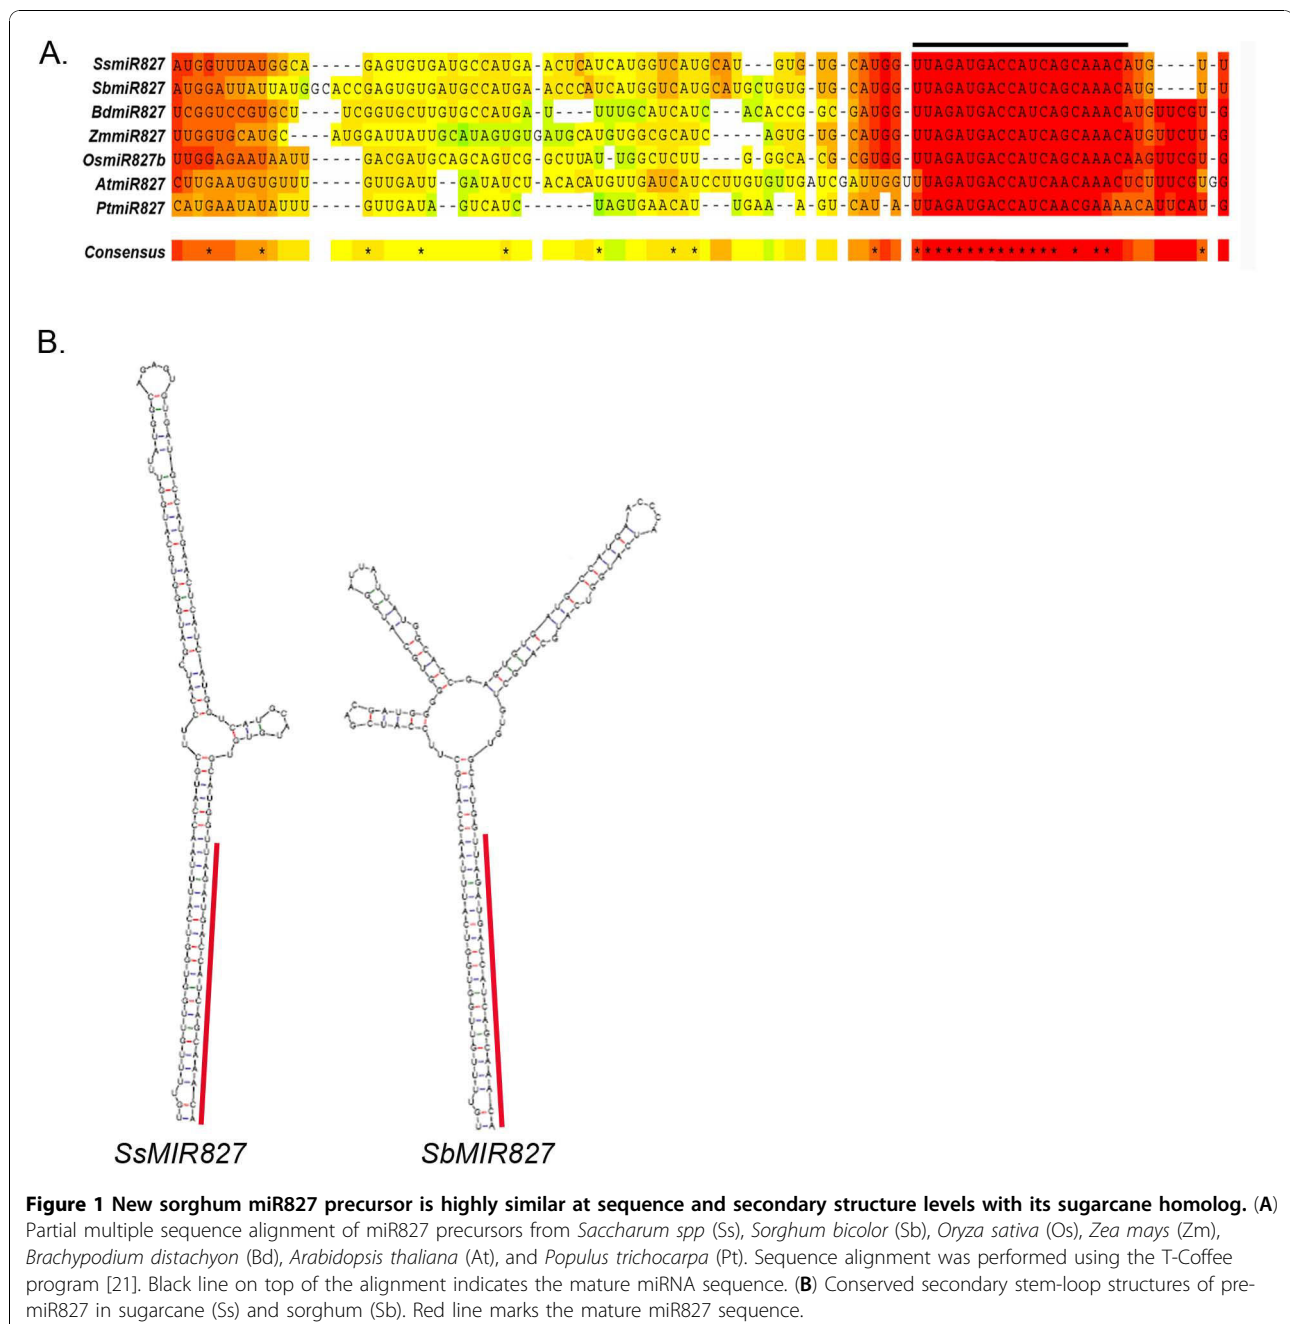 A.
SsmiR827 AUGGUUUAUGGCA-----GAGUGUGAUGCCAUGA-ACUCAUCAUGGUCAUGCAU---GUG-UG-CAUGG-UUAGAUGACCAUCAGCAAACAUG----U-U
SbmiR827 AUGGAUUAUUAUGGCACCGAGUGUGAUGCCAUGA-ACCCAUCAUGGUCAUGCAUGCUGUG-UG-CAUGG-UUAGAUGACCAUCAGCAAACAUG----U-U
BdmiR827 UCGGUCCGUGCU----UCGGUGCUUGUGCCAUGA-U---UUUGCAUCAUC---ACACCG-GC-GAUGG-UUAGAUGACCAUCAGCAAACAUGUUCGU-G
ZmmiR827 UUGGUGCAUGC----AUGGAUUAUUGCAUAGUGUGAUGCAUGUGGCGCAUC-----AGUG-UG-CAUGG-UUAGAUGACCAUCAGCAAACAUGUUCUU-G
OsmiR827b UUGGAGAAUAAUU-----GACGAUGCAGCAGUCG-GCUUAU-UGGCUCUU----G-GGCA-CG-CGUGG-UUAGAUGACCAUCAGCAAACAAGUUCGU-G
AtmiR827 CUUGAAUGUGUUU-----GUUGAUU--GAUAUCU-ACACAUGUUGAUCAUCCUUGUGUUGAUCGAUUGGUUUAGAUGACCAUCAACAAACUCUUUCGUGG
PtmiR827 CAUGAAUAUAUUU-----GUUGAUA--GUCAUC-------UAGUGAACAU---UGAA--A-GU-CAU-A-UUAGAUGACCAUCAACGAAAACAUUCAU-G
Consensus * * * * * * * * * ************** * ** *
B.
SsMIR827 SbMIR827
Figure 1 New sorghum miR827 precursor is highly similar at sequence and secondary structure levels with its sugarcane homolog. (A)
Partial multiple sequence alignment of miR827 precursors from Saccharum spp (Ss), Sorghum bicolor (Sb), Oryza sativa (Os), Zea mays (Zm),
Brachypodium distachyon (Bd), Arabidopsis thaliana (At), and Populus trichocarpa (Pt). Sequence alignment was performed using the T-Coffee
program [21]. Black line on top of the alignment indicates the mature miRNA sequence. (B) Conserved secondary stem-loop structures of pre-
miR827 in sugarcane (Ss) and sorghum (Sb). Red line marks the mature miR827 sequence.